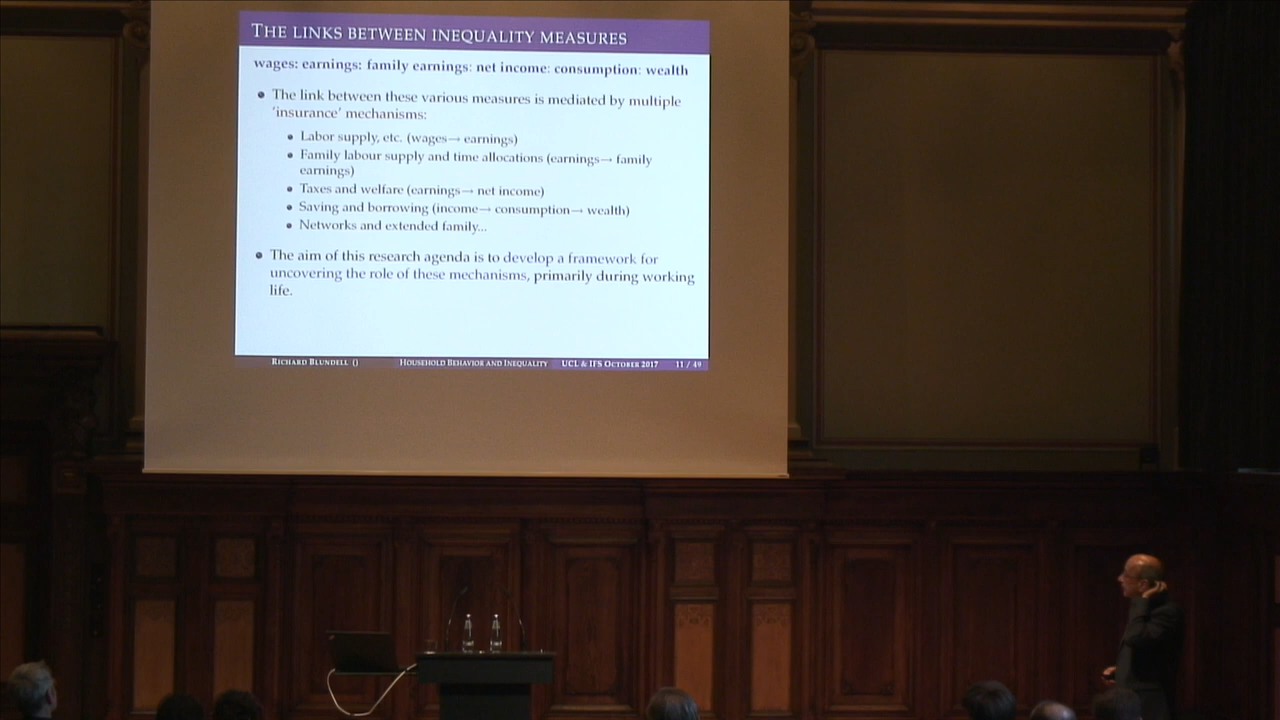 THE LINKS BETWEEN INEQUALITY MEASURES
wages: earnings: family earnings: net income: consumption: wealth
The link between these various measures is mediated by multiple
'insurance' mechanisms:
Labor supply, etc. (wages→ earnings)
Family labour supply and time allocations (earnings→ family
earnings)
Taxes and welfare (earnings→ net income)
Saving and borrowing (income→ consumption→ wealth)
Networks and extended family...
The aim of this research agenda is to develop a framework for
uncovering the role of these mechanisms, primarily during working
life.
RICHARD BLUNDELL () HOUSEHOLD BEHAVIOR AND INEQUALITY UCL & IFS OCTOBER 2017 11 / 49